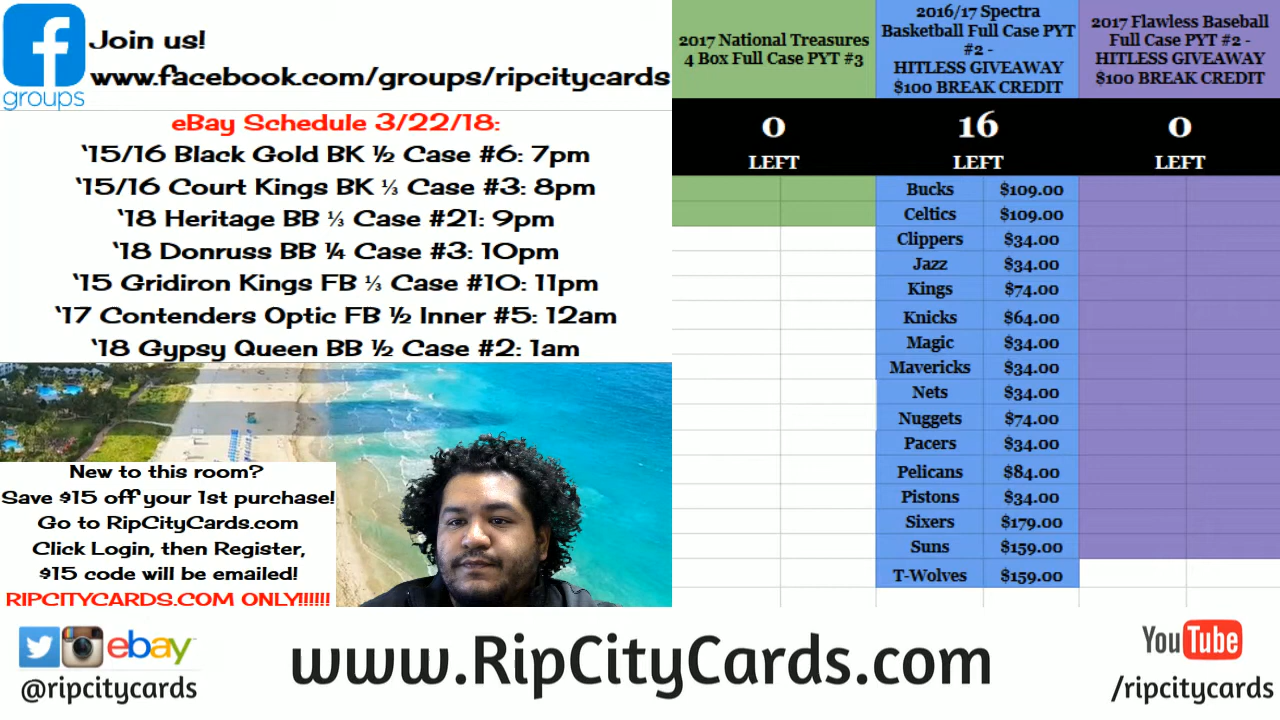 f
groups
Join us!
www.facebook.com/groups/ripcitycards
eBay Schedule 3/22/18:
‘15/16 Black Gold BK ½ Case #6: 7pm
‘15/16 Court Kings BK ⅓ Case #3: 8pm
‘18 Heritage BB ⅓ Case #21: 9pm
‘18 Donruss BB ¼ Case #3: 10pm
‘15 Gridiron Kings FB ⅓ Case #10: 11pm
‘17 Contenders Optic FB ½ Inner #5: 12am
‘18 Gypsy Queen BB ½ Case #2: 1am
New to this room?
Save $15 off your 1st purchase!
Go to RipCityCards.com
Click Login, then Register,
$15 code will be emailed!
RIPCITYCARDS.COM ONLY!!!!!!
2017 National Treasures
4 Box Full Case PYT #3
0
LEFT
2016/17 Spectra
Basketball Full Case PYT
#2 -
HITLESS GIVEAWAY
$100 BREAK CREDIT
16
LEFT
Bucks $109.00
Celtics $109.00
Clippers $34.00
Jazz $34.00
Kings $74.00
Knicks $64.00
Magic $34.00
Mavericks $34.00
Nets $34.00
Nuggets $74.00
Pacers $34.00
Pelicans $84.00
Pistons $34.00
Sixers $179.00
Suns $159.00
T-Wolves $159.00
2017 Flawless Baseball
Full Case PYT #2 -
HITLESS GIVEAWAY
$100 BREAK CREDIT
0
LEFT
ebay
@ripcitycards
www.RipCityCards.com
YouTube
/ripcitycards